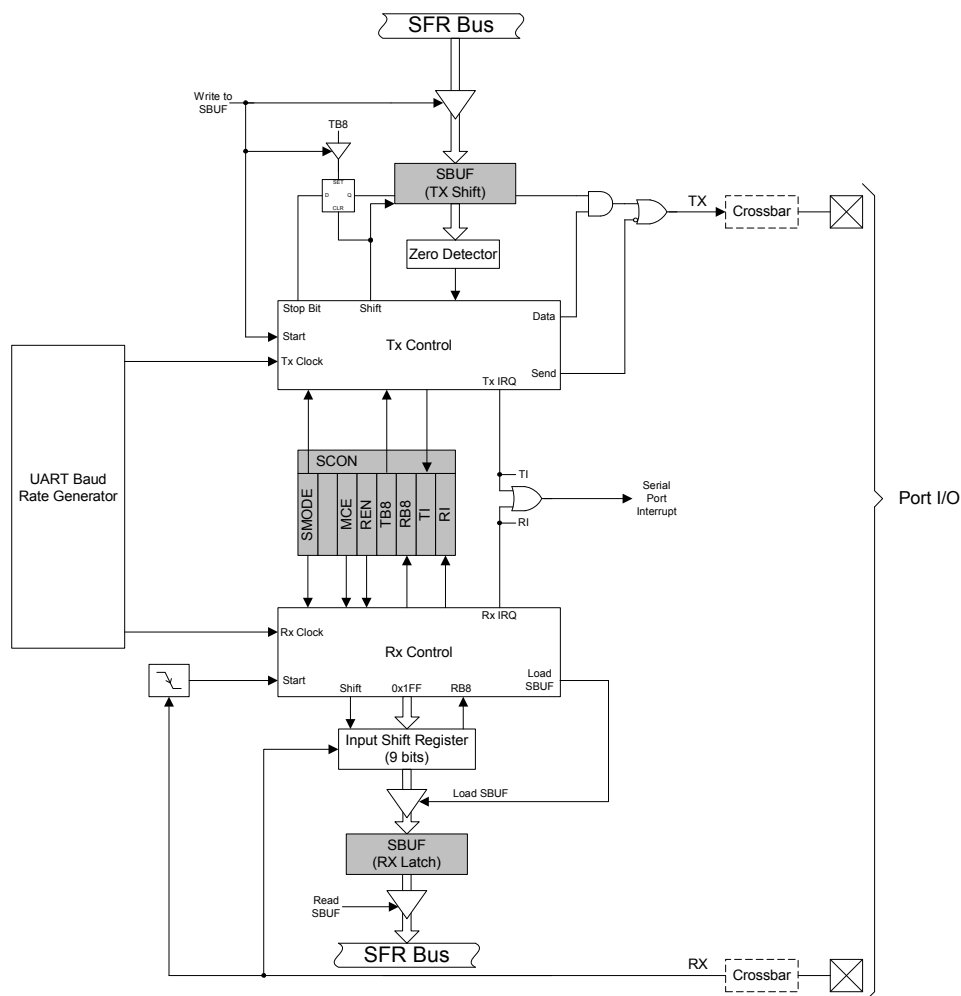 SFR Bus
Write to
SBUF
TB8
SET
D
Q
CLR
SBUF
(TX Shift)
TX
Crossbar
Zero Detector
Stop Bit
Shift
Data
Start
Tx Control
Tx Clock
Send
Tx IRQ
UART Baud
Rate Generator
SCON
SMODE
MCE
REN
TB8
RB8
TI
RI
TI
RI
Serial
Port
Interrupt
Port I/O
Rx IRQ
Rx Clock
Rx Control
Start
Load
SBUF
Shift
0x1FF
RB8
Input Shift Register
(9 bits)
Load SBUF
SBUF
(RX Latch)
Read
SBUF
SFR Bus
RX
Crossbar